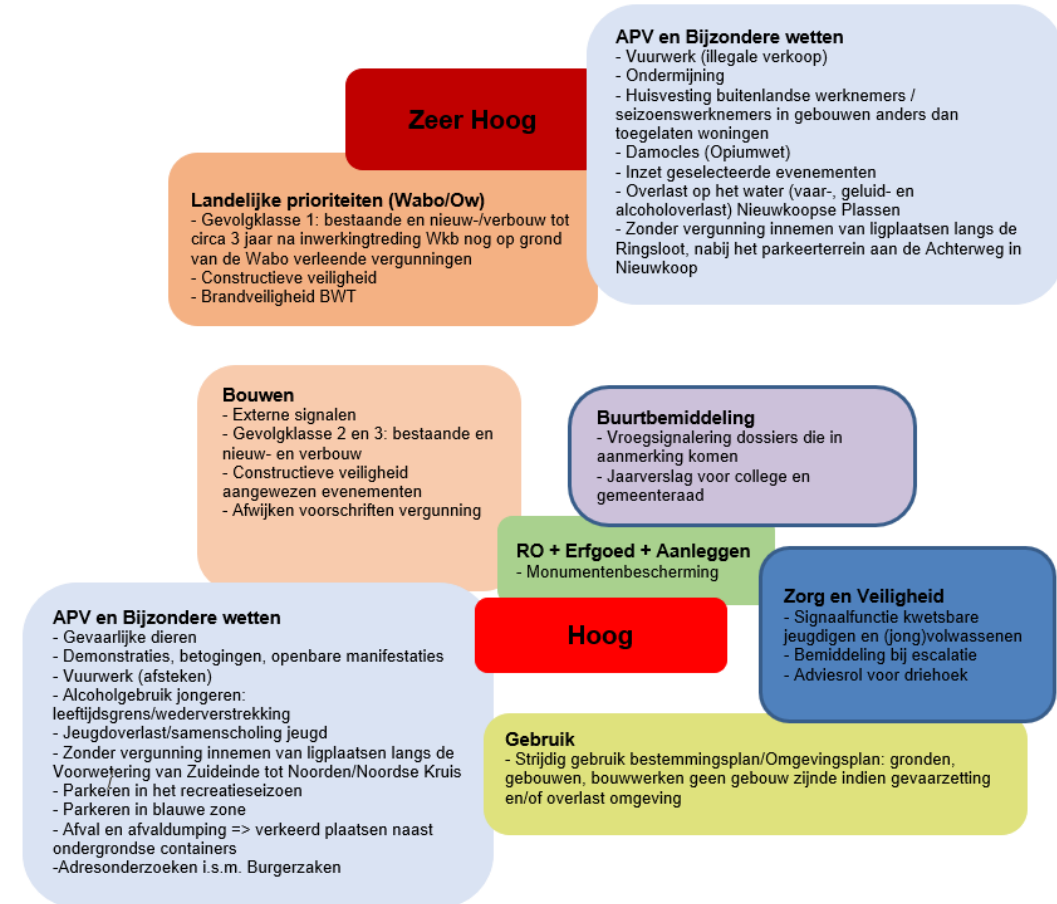 APV en Bijzondere wetten
- Vuurwerk (illegale verkoop)
- Ondermijning
- Huisvesting buitenlandse werknemers /
seizoenswerknemers in gebouwen anders dan
toegelaten woningen
- Damocles (Opiumwet)
- Inzet geselecteerde evenementen
- Overlast op het water (vaar-, geluid- en
alcoholoverlast) Nieuwkoopse Plassen
- Zonder vergunning innemen van ligplaatsen langs de
Ringsloot, nabij het parkeerterrein aan de Achterweg in
Nieuwkoop
Zeer Hoog
Landelijke prioriteiten (Wabo/Ow)
- Gevolgklasse 1: bestaande en nieuw-/verbouw tot
circa 3 jaar na inwerkingtreding Wkb nog op grond
van de Wabo verleende vergunningen
- Constructieve veiligheid
- Brandveiligheid BWT
Bouwen
- Externe signalen
- Gevolgklasse 2 en 3: bestaande en
nieuw- en verbouw
- Constructieve veiligheid
aangewezen evenementen
- Afwijken voorschriften vergunning
Buurtbemiddeling
- Vroegsignalering dossiers die in
aanmerking komen
- Jaarverslag voor college en
gemeenteraad
RO + Erfgoed + Aanleggen
- Monumentenbescherming
Zorg en Veiligheid
- Signaalfunctie kwetsbare
jeugdigen en (jong)volwassenen
- Bemiddeling bij escalatie
- Adviesrol voor driehoek
Hoog
APV en Bijzondere wetten
- Gevaarlijke dieren
- Demonstraties, betogingen, openbare manifestaties
- Vuurwerk (afsteken)
- Alcoholgebruik jongeren:
leeftijdsgrens/wederverstrekking
- Jeugdoverlast/samenscholing jeugd
- Zonder vergunning innemen van ligplaatsen langs de
Voorwetering van Zuideinde tot Noorden/Noordse Kruis
- Parkeren in het recreatieseizoen
- Parkeren in blauwe zone
- Afval en afvaldumping => verkeerd plaatsen naast
ondergrondse containers
-Adresonderzoeken i.s.m. Burgerzaken
Gebruik
- Strijdig gebruik bestemmingsplan/Omgevingsplan: gronden,
gebouwen, bouwwerken geen gebouw zijnde indien gevaarzetting
en/of overlast omgeving